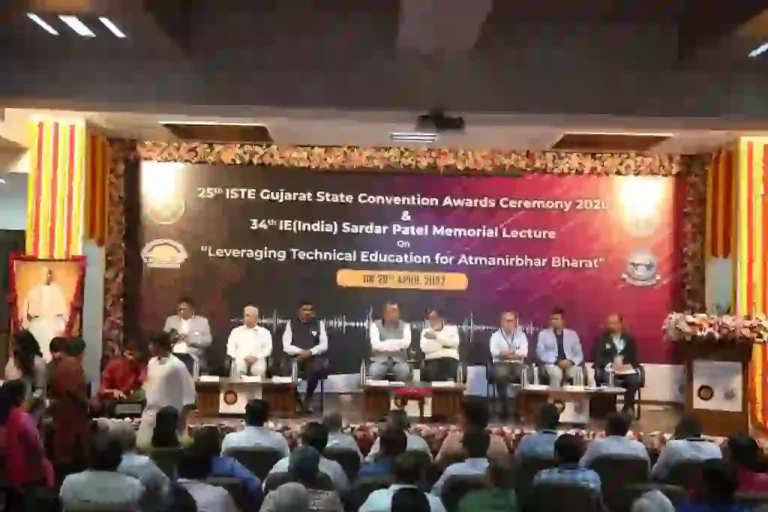 25th ISTE Gujarat State Convention Awards Ceremony 2020
&
34th IE(India) Sardar Patel Memorial Lecture
On
"Leveraging Technical Education for Atmanirbhar Bharat"
ON 20TH APRIL 2022